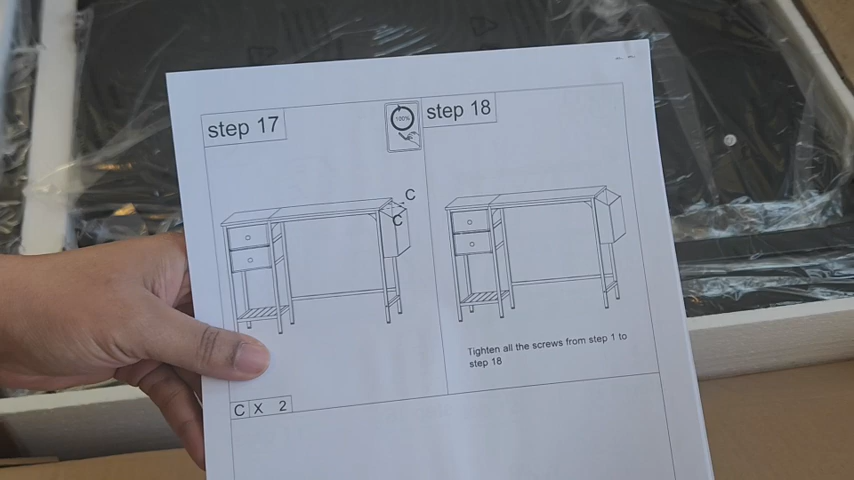 step 17
100%
step 18
C
C
Tighten all the screws from step 1 to
step 18
C X 2